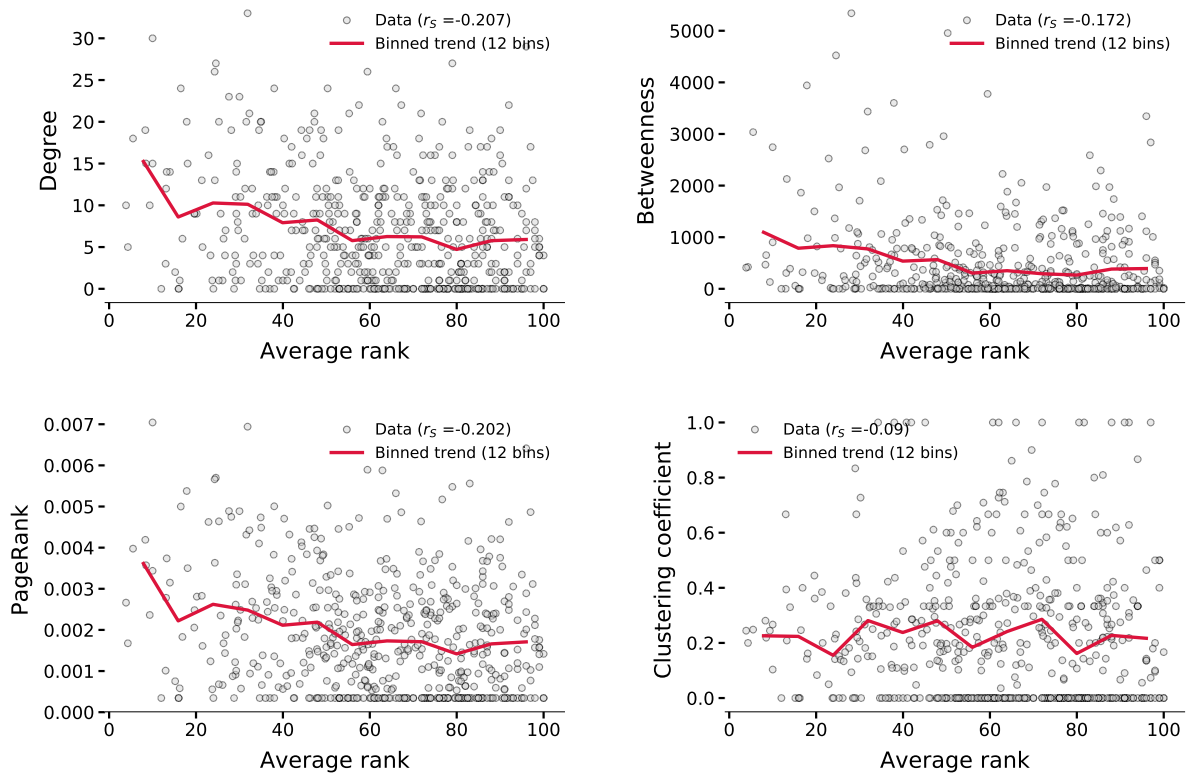 Data (r_S =-0.207)
Binned trend (12 bins)
30
25
20
15
10
5
0
Degree
0 20 40 60 80 100
Average rank
Data (r_S =-0.172)
Binned trend (12 bins)
5000
4000
3000
2000
1000
0
Betweenness
0 20 40 60 80 100
Average rank
Data (r_S =-0.202)
Binned trend (12 bins)
0.007
0.006
0.005
0.004
0.003
0.002
0.001
0.000
PageRank
0 20 40 60 80 100
Average rank
Data (r_S =-0.09)
Binned trend (12 bins)
1.0
0.8
0.6
0.4
0.2
0.0
Clustering coefficient
0 20 40 60 80 100
Average rank